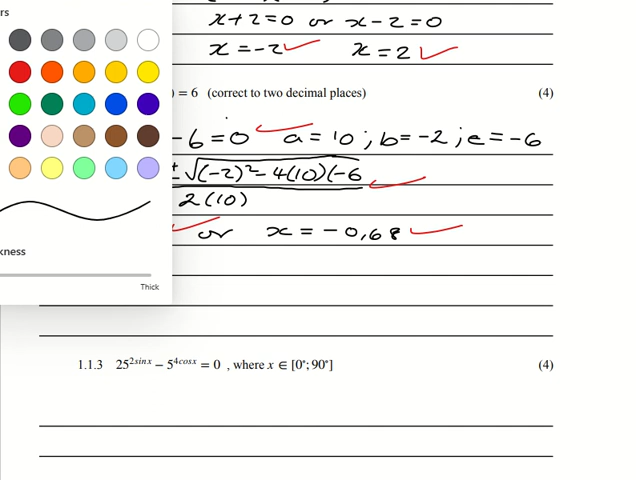 rs
x+2=0 or x-2=0
x=-2 x=2
) = 6 (correct to two decimal places) (4)
-6=0 a=10 ; b=-2 ; c=-6
± √(-2)²-4(10)(-6
2(10)
or x=-0,68
kness
Thick
1.1.3 25^{2sinx} − 5^{4cosx} = 0 , where x ∈ [0°; 90°] (4)